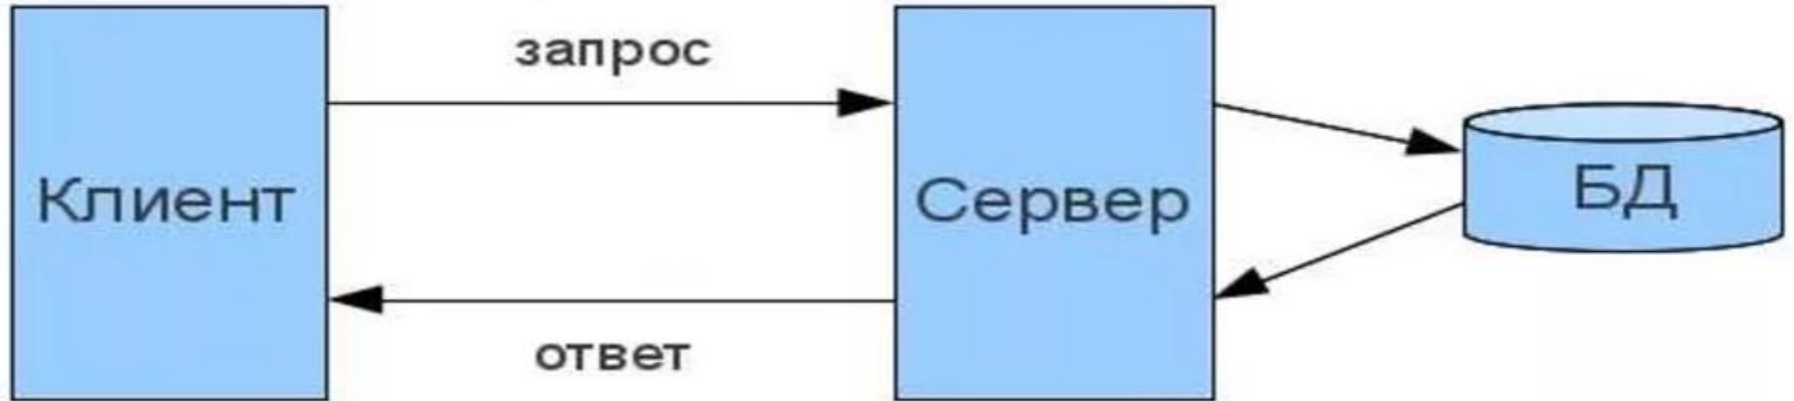 запрос
Клиент
Сервер
БД
ответ